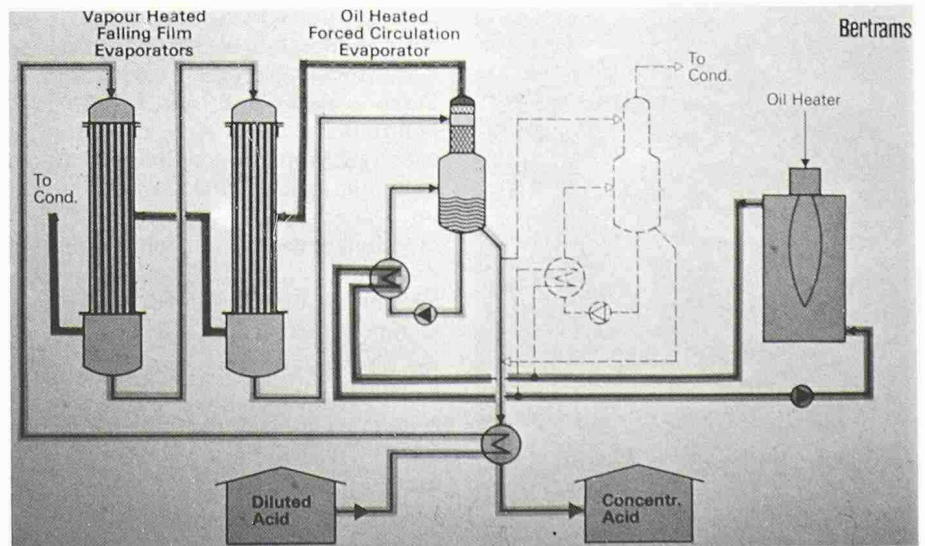 Vapour Heated
Falling Film
Evaporators
Oil Heated
Forced Circulation
Evaporator
Bertrams
To
Cond.
Oil Heater
To
Cond.
Diluted
Acid
Concentr.
Acid